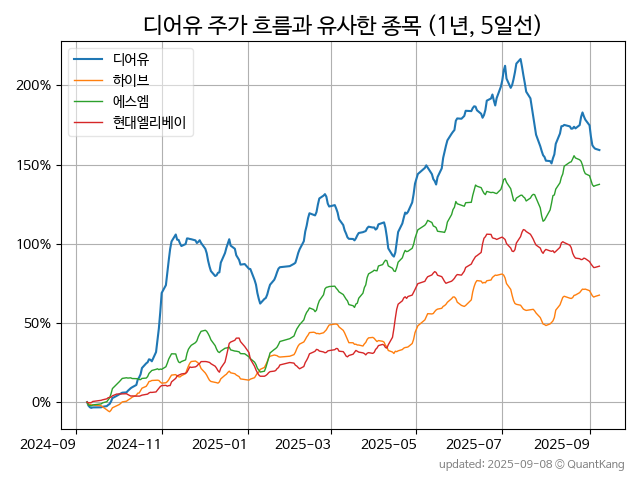 디어유 주가 흐름과 유사한 종목 (1년, 5일선)
디어유
하이브
에스엠
현대엘리베이
200%
150%
100%
50%
0%
2024-09 2024-11 2025-01 2025-03 2025-05 2025-07 2025-09
updated: 2025-09-08 © QuantKang